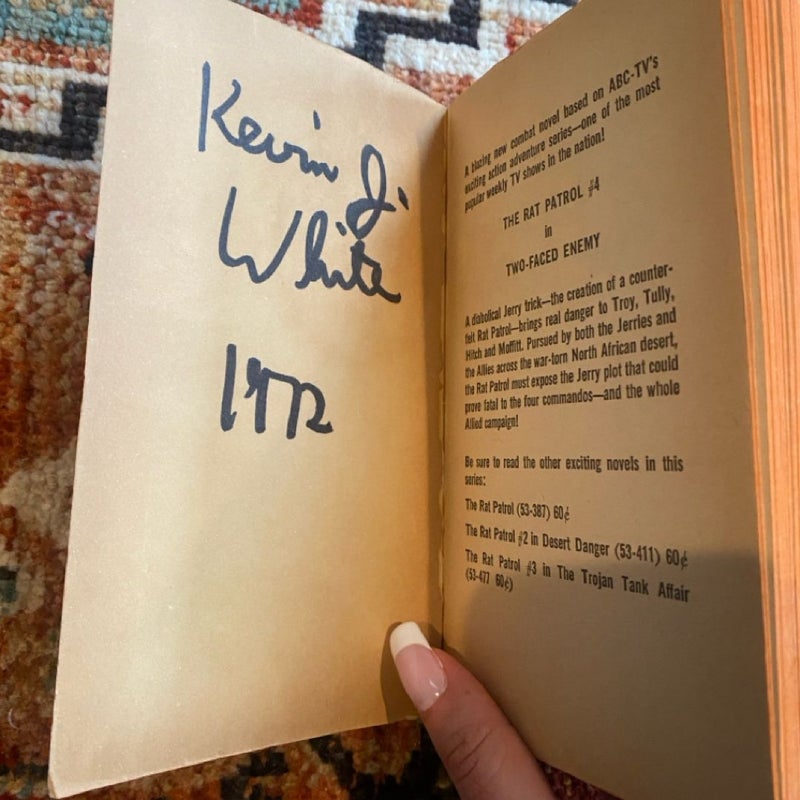 Kevin J.
White
1972
A blazing new combat novel based on ABC-TV's
exciting action adventure series—one of the most
popular weekly TV shows in the nation!
THE RAT PATROL #4
in
TWO-FACED ENEMY
A diabolical Jerry trick—the creation of a counter-
feit Rat Patrol—brings real danger to Troy, Tully,
Hitch and Moffitt. Pursued by both the Jerries and
the Allies across the war-torn North African desert,
the Rat Patrol must expose the Jerry plot that could
prove fatal to the four commandos—and the whole
Allied campaign!
Be sure to read the other exciting novels in this
series:
The Rat Patrol (53-387) 60¢
The Rat Patrol #2 in Desert Danger (53-411) 60¢
The Rat Patrol #3 in The Trojan Tank Affair
(53-477 60¢)